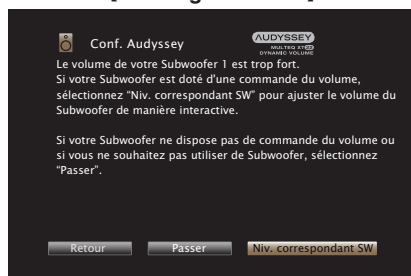 Conf. Audyssey
AUDYSSEY
MULTEQ XT32
DYNAMIC VOLUME
Le volume de votre Subwoofer 1 est trop fort.
Si votre Subwoofer est doté d'une commande du volume,
sélectionnez "Niv. correspondant SW" pour ajuster le volume du
Subwoofer de manière interactive.
Si votre Subwoofer ne dispose pas de commande du volume ou
si vous ne souhaitez pas utiliser de Subwoofer, sélectionnez
"Passer".
Retour
Passer
Niv. correspondant SW